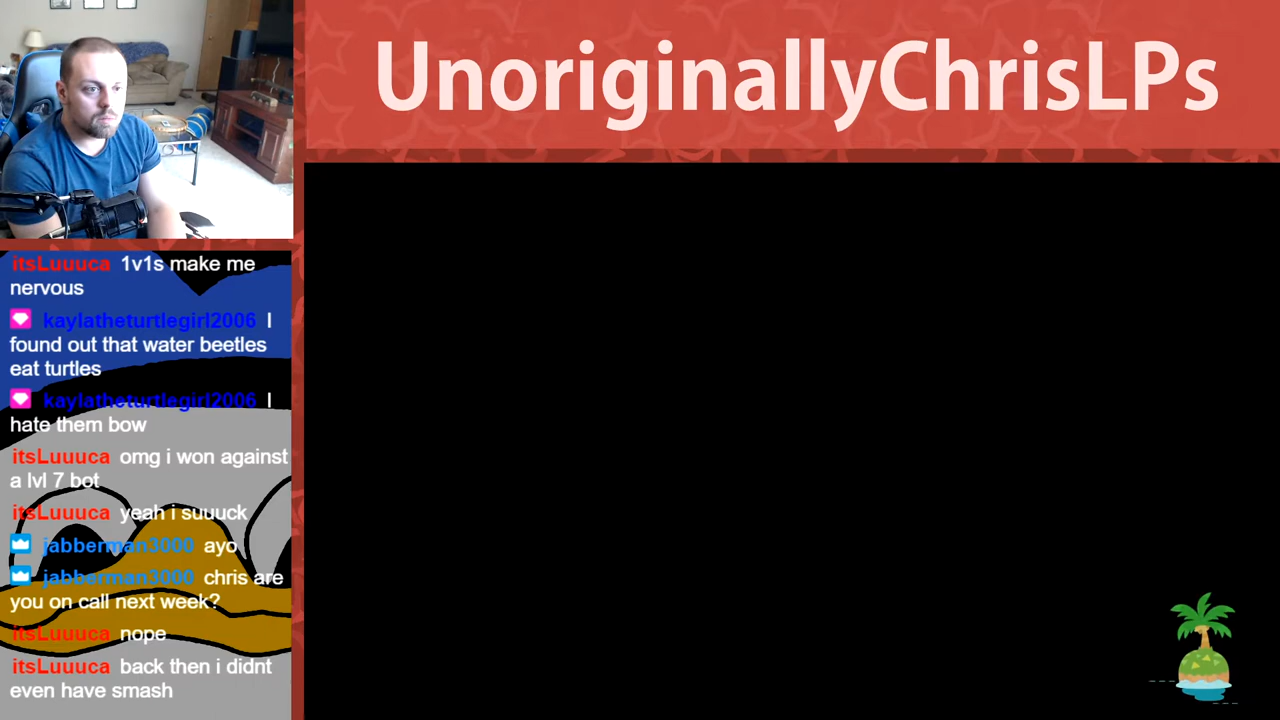 UnoriginallyChrisLPs
itsLuuuca 1v1s make me
nervous
kaylatheturtlegirl2006 I
found out that water beetles
eat turtles
kaylatheturtlegirl2006 I
hate them bow
itsLuuuca omg i won against
a lvl 7 bot
itsLuuuca yeah i suuuck
jabberman3000 ayo
jabberman3000 chris are
you on call next week?
itsLuuuca nope
itsLuuuca back then i didnt
even have smash